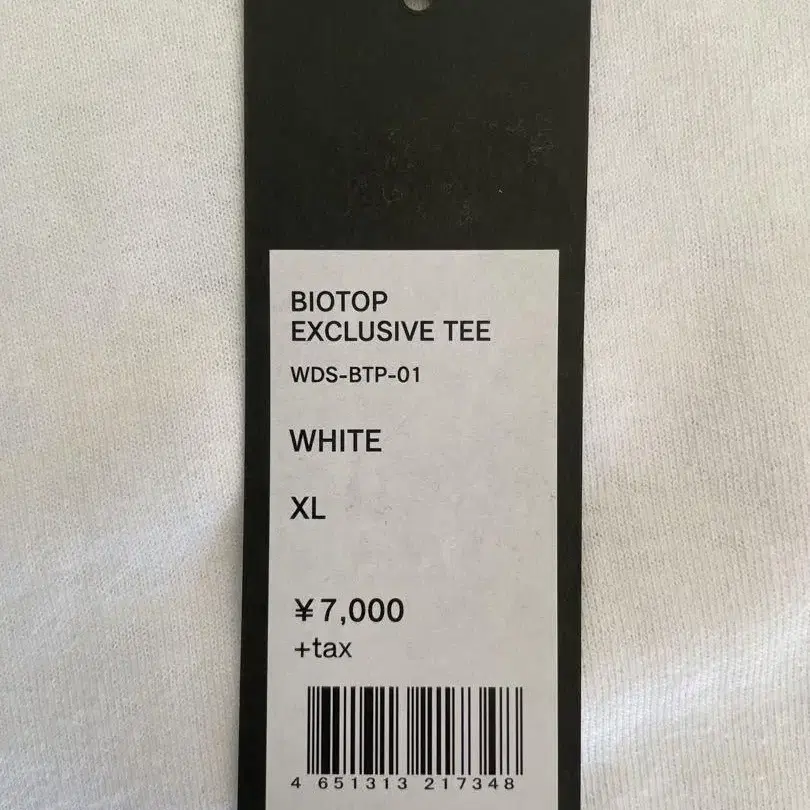 BIOTOP
EXCLUSIVE TEE
WDS-BTP-01
WHITE
XL
¥7,000
+tax
4 651313 217348